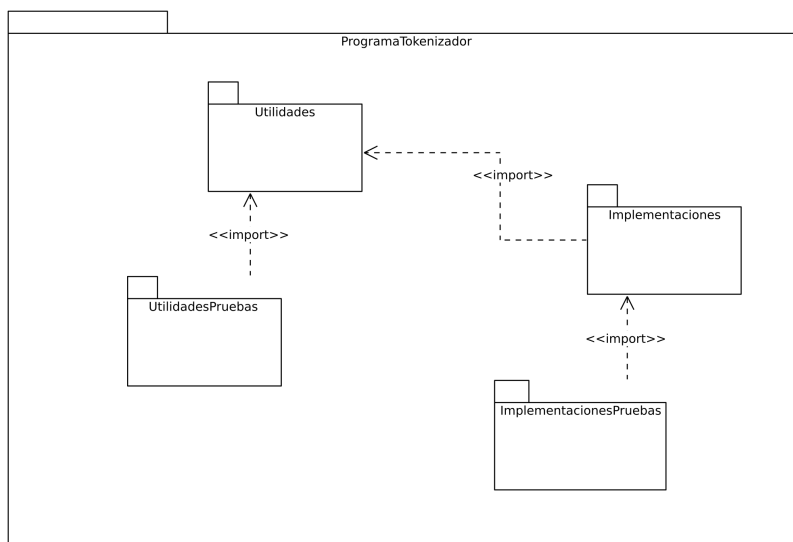 ProgramaTokenizador
Utilidades
<<import>>
Implementaciones
<<import>>
UtilidadesPruebas
<<import>>
ImplementacionesPruebas